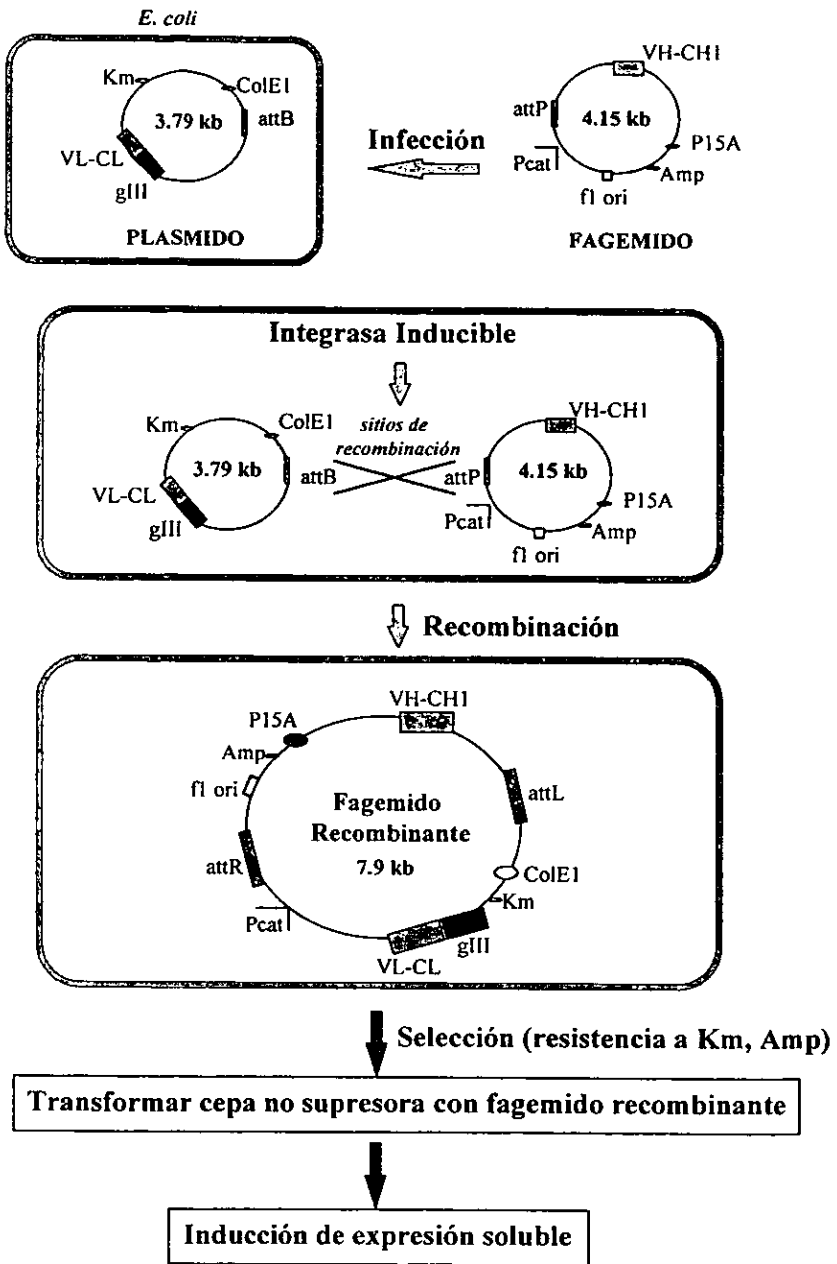 E. coli
Km
ColE1
3.79 kb
attB
VL-CL
gIII
PLASMIDO
Infección
VH-CH1
attP
4.15 kb
P15A
Pcat
Amp
f1 ori
FAGEMIDO
Integrasa Inducible
Km
ColE1
3.79 kb
attB
VL-CL
gIII
sitios de
recombinación
VH-CH1
attP
4.15 kb
P15A
Pcat
Amp
f1 ori
Recombinación
VH-CH1
P15A
Amp
f1 ori
attL
Fagemido
Recombinante
7.9 kb
attR
ColE1
Km
Pcat
gIII
VL-CL
Selección (resistencia a Km, Amp)
Transformar cepa no supresora con fagemido recombinante
Inducción de expresión soluble